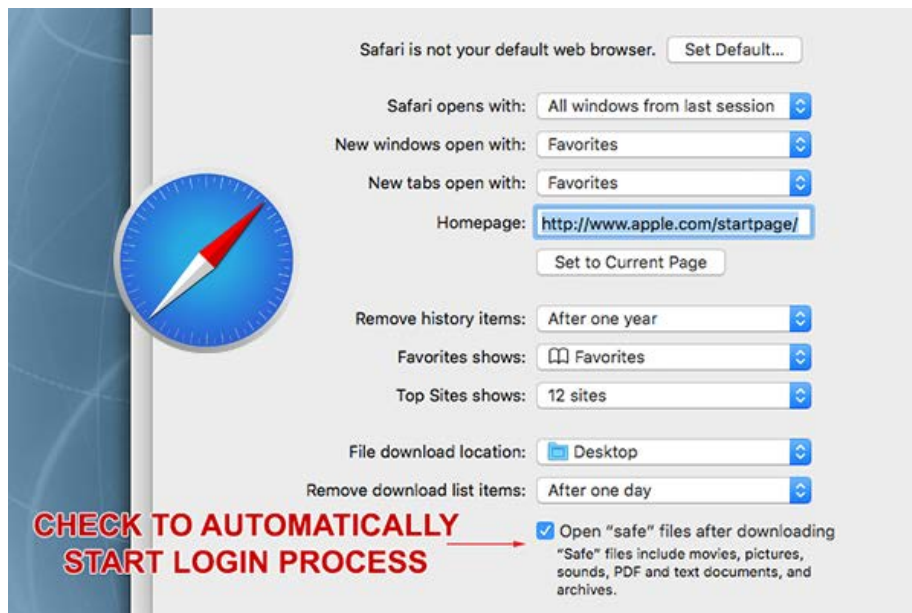 Safari is not your default web browser. Set Default...
Safari opens with: All windows from last session
New windows open with: Favorites
New tabs open with: Favorites
Homepage: http://www.apple.com/startpage/
Set to Current Page
Remove history items: After one year
Favorites shows: Favorites
Top Sites shows: 12 sites
File download location: Desktop
Remove download list items: After one day
CHECK TO AUTOMATICALLY
START LOGIN PROCESS
Open “safe” files after downloading
“Safe” files include movies, pictures,
sounds, PDF and text documents, and
archives.